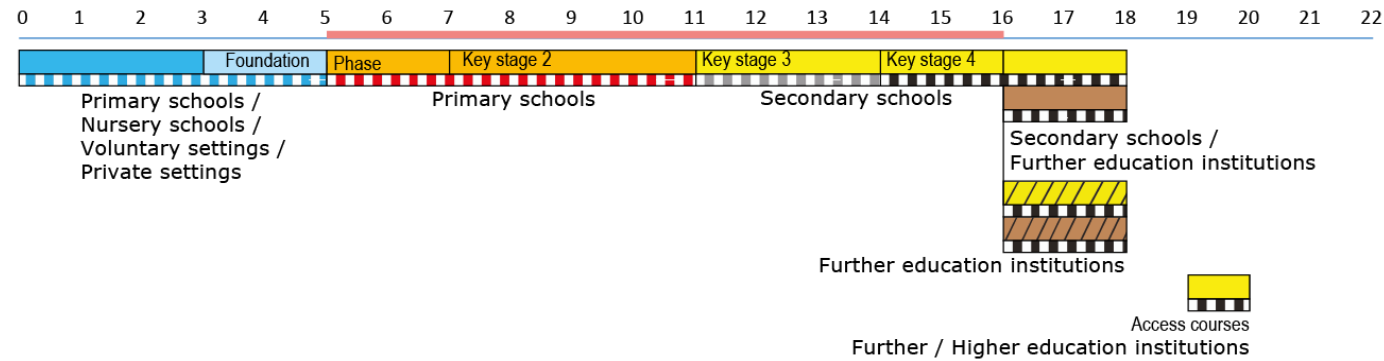 0 1 2 3 4 5 6 7 8 9 10 11 12 13 14 15 16 17 18 19 20 21 22
Foundation Phase Key stage 2 Key stage 3 Key stage 4
Primary schools /
Nursery schools /
Voluntary settings /
Private settings
Primary schools
Secondary schools
Secondary schools /
Further education institutions
Further education institutions
Access courses
Further / Higher education institutions